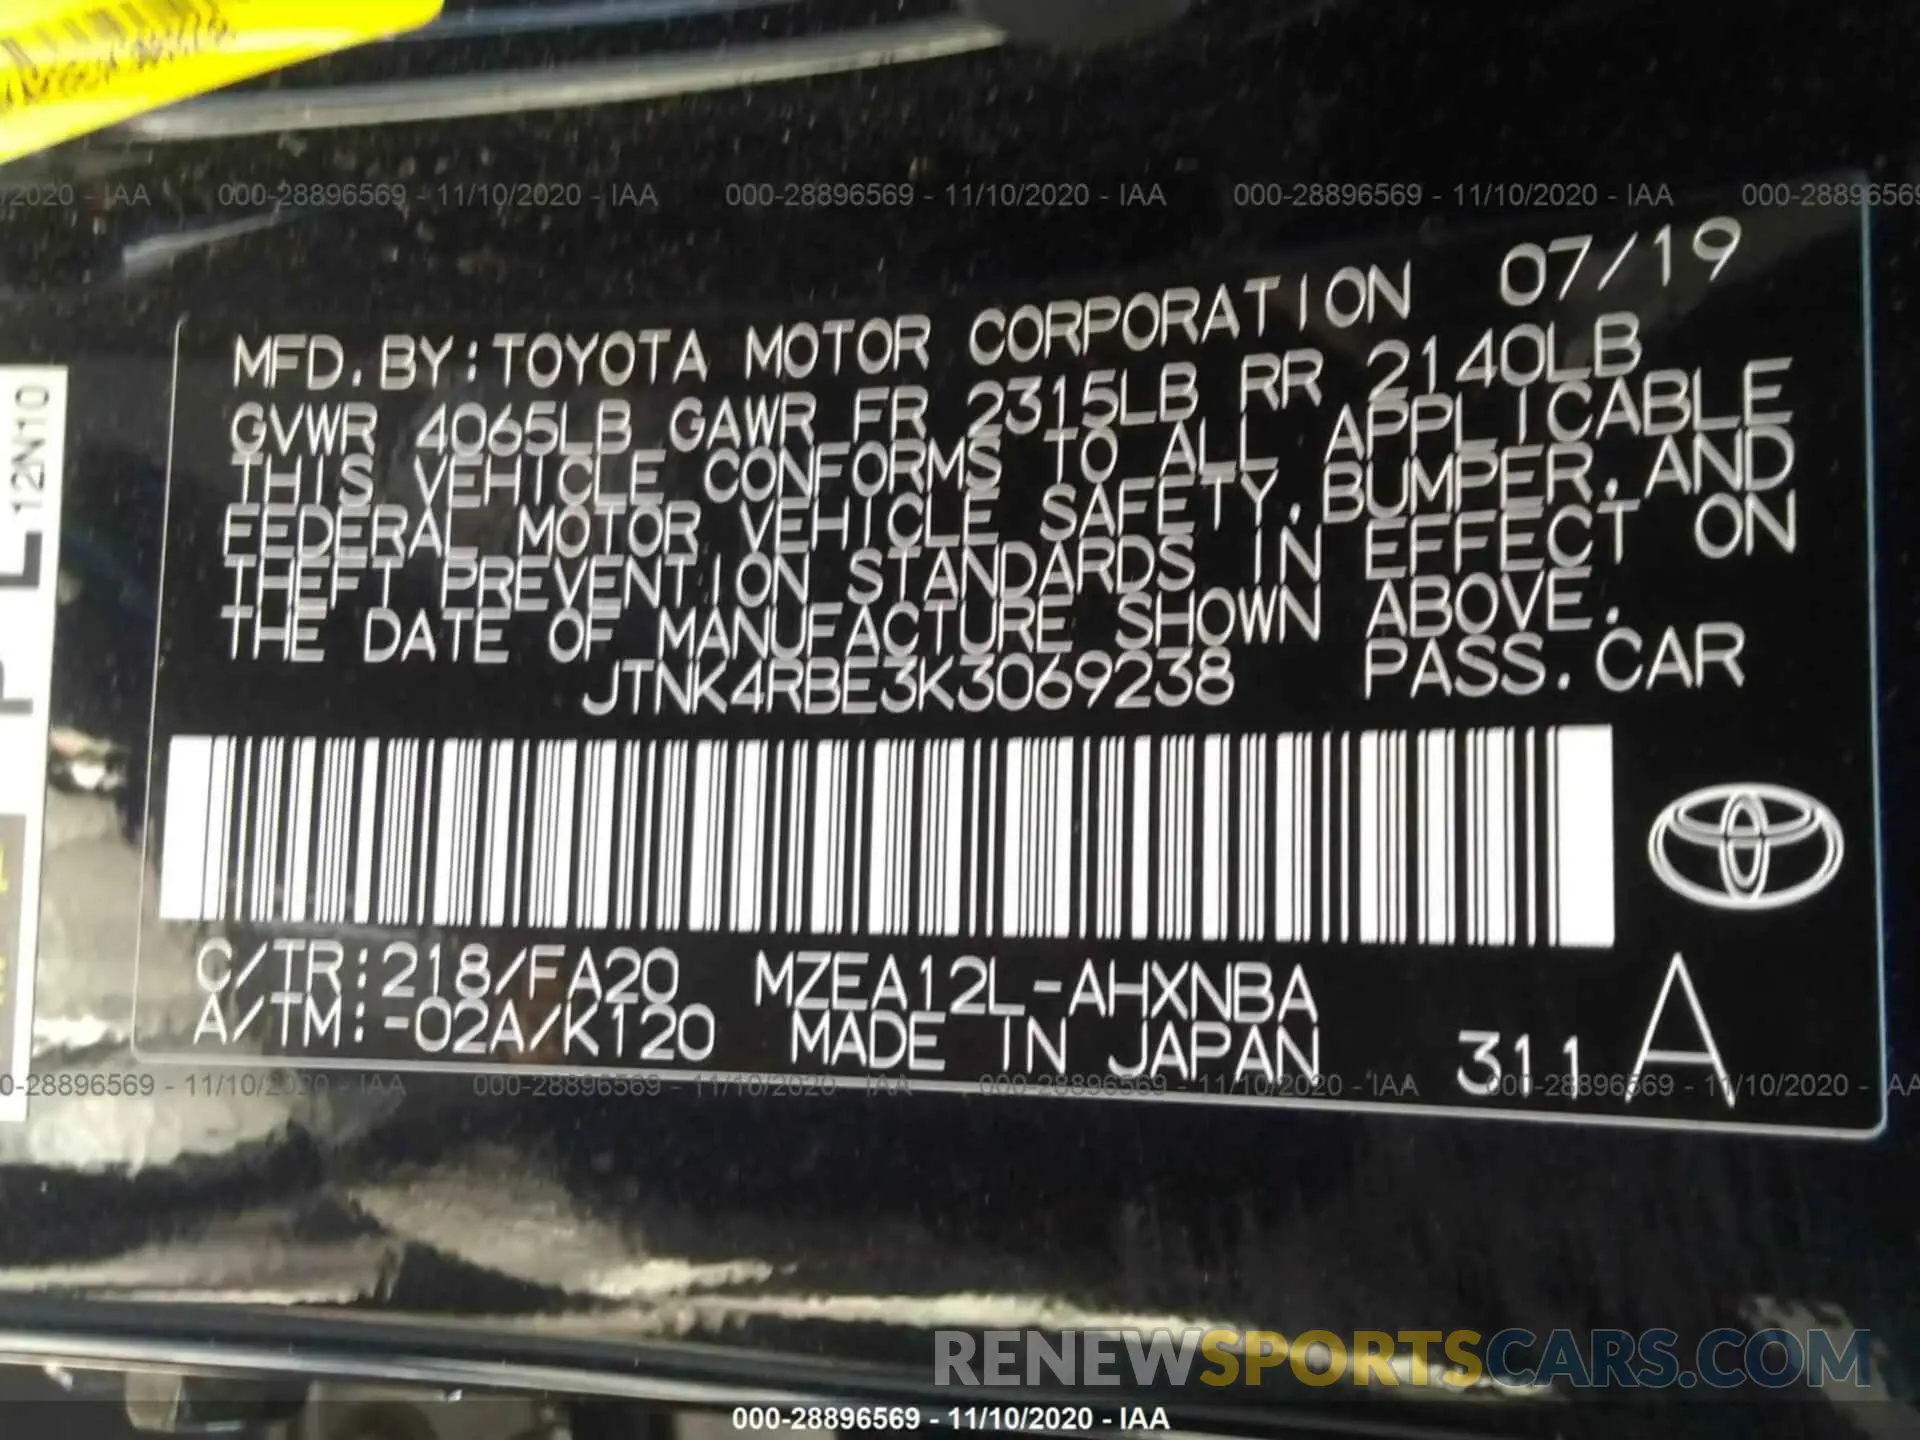 /2020 - IAA 000-28896569 - 11/10/2020 - IAA 000-28896569 - 11/10/2020 - IAA 000-28896569 - 11/10/2020 - IAA 000-28896569
12N10
MFD. BY: TOYOTA MOTOR CORPORATION 07/19
GVWR 4065LB GAWR FR 2315LB RR 2140LB
THIS VEHICLE CONFORMS TO ALL APPLICABLE
FEDERAL MOTOR VEHICLE SAFETY, BUMPER, AND
THEFT PREVENTION STANDARDS IN EFFECT ON
THE DATE OF MANUFACTURE SHOWN ABOVE.
JTNK4RBE3K3069238 PASS. CAR
C/TR: 218/FA20 MZEA12L-AHXNBA
A/TM: -02A/K120 MADE IN JAPAN 311 A
0-28896569 - 11/10/2020 - IAA 000-28896569 - 11/10/2020 - IAA 000-28896569 - 11/10/2020 - IAA 000-28896569 - 11/10/2020 - IAA
RENEWSPORTSCARS.COM
000-28896569 - 11/10/2020 - IAA